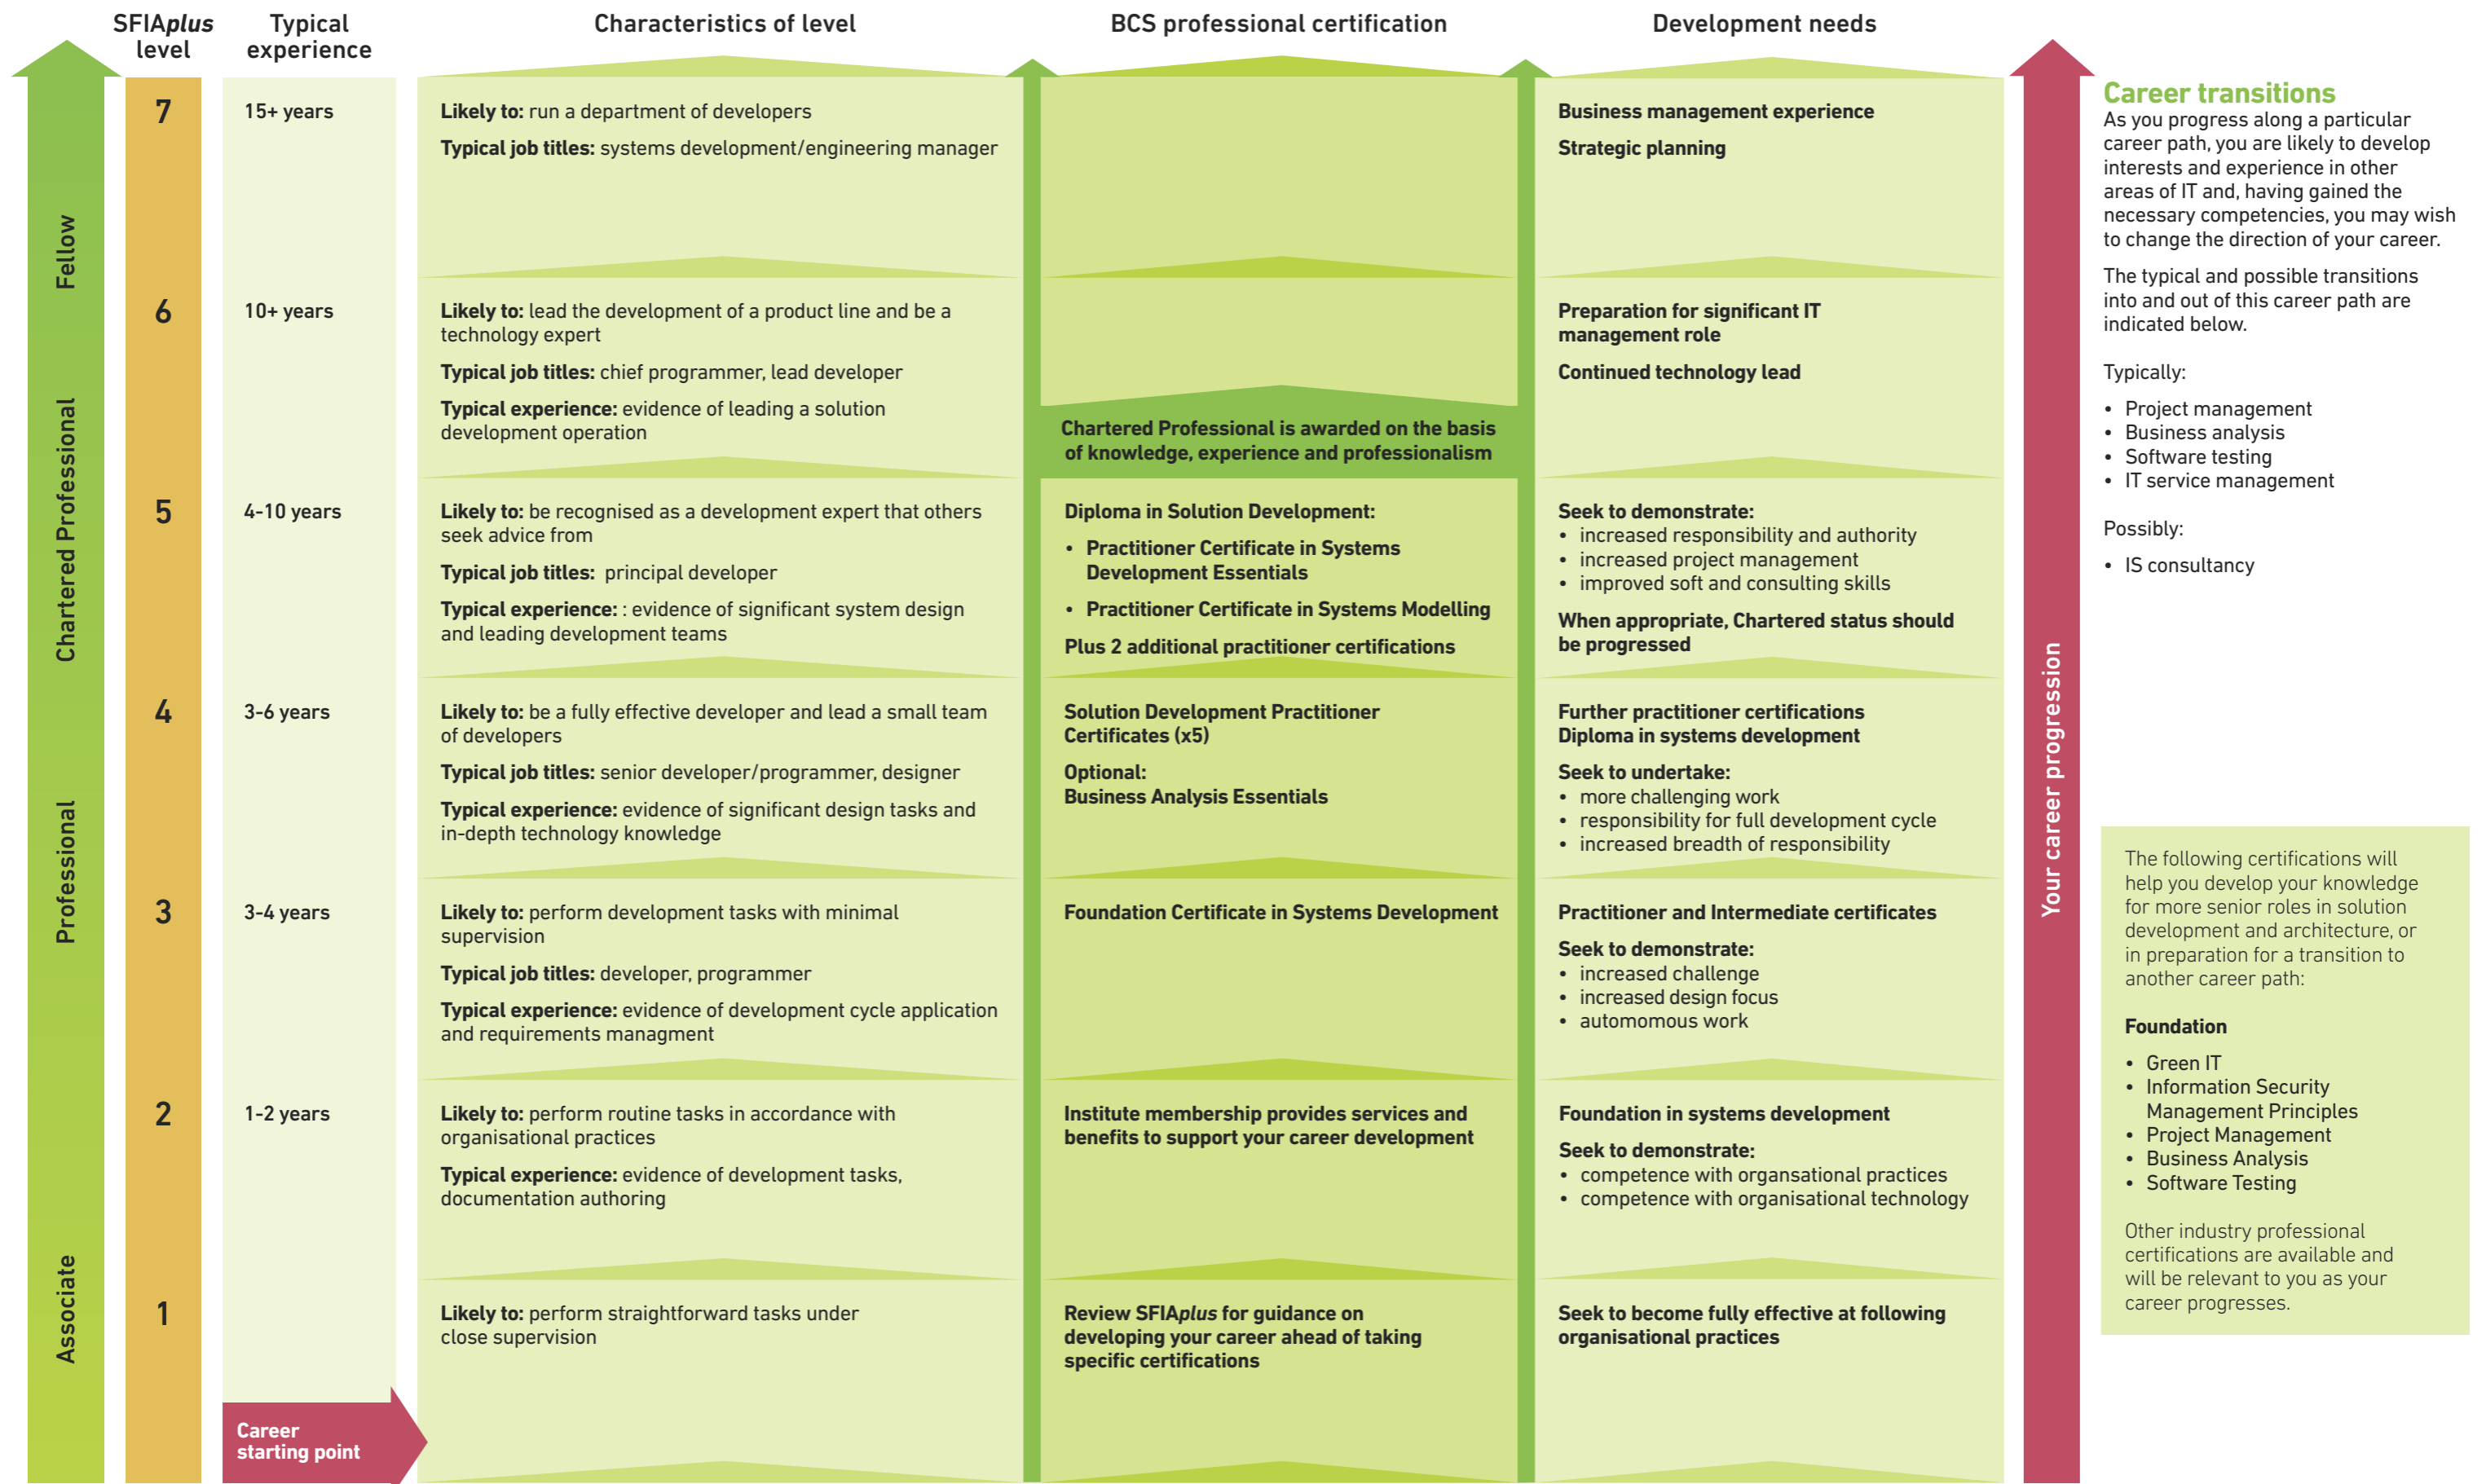 SFIAplus
level
Typical
experience
Characteristics of level
BCS professional certification
Development needs
Fellow
Chartered Professional
Professional
Associate
7
15+ years
Likely to: run a department of developers
Typical job titles: systems development/engineering manager
Business management experience
Strategic planning
6
10+ years
Likely to: lead the development of a product line and be a
technology expert
Typical job titles: chief programmer, lead developer
Typical experience: evidence of leading a solution
development operation
Chartered Professional is awarded on the basis
of knowledge, experience and professionalism
Preparation for significant IT
management role
Continued technology lead
5
4-10 years
Likely to: be recognised as a development expert that others
seek advice from
Typical job titles: principal developer
Typical experience: : evidence of significant system design
and leading development teams
Diploma in Solution Development:
• Practitioner Certificate in Systems
Development Essentials
• Practitioner Certificate in Systems Modelling
Plus 2 additional practitioner certifications
Seek to demonstrate:
• increased responsibility and authority
• increased project management
• improved soft and consulting skills
When appropriate, Chartered status should
be progressed
4
3-6 years
Likely to: be a fully effective developer and lead a small team
of developers
Typical job titles: senior developer/programmer, designer
Typical experience: evidence of significant design tasks and
in-depth technology knowledge
Solution Development Practitioner
Certificates (x5)
Optional:
Business Analysis Essentials
Further practitioner certifications
Diploma in systems development
Seek to undertake:
• more challenging work
• responsibility for full development cycle
• increased breadth of responsibility
3
3-4 years
Likely to: perform development tasks with minimal
supervision
Typical job titles: developer, programmer
Typical experience: evidence of development cycle application
and requirements managment
Foundation Certificate in Systems Development
Practitioner and Intermediate certificates
Seek to demonstrate:
• increased challenge
• increased design focus
• automomous work
2
1-2 years
Likely to: perform routine tasks in accordance with
organisational practices
Typical experience: evidence of development tasks,
documentation authoring
Institute membership provides services and
benefits to support your career development
Foundation in systems development
Seek to demonstrate:
• competence with organsational practices
• competence with organisational technology
1
Likely to: perform straightforward tasks under
close supervision
Review SFIAplus for guidance on
developing your career ahead of taking
specific certifications
Seek to become fully effective at following
organisational practices
Career
starting point
Your career progression
Career transitions
As you progress along a particular
career path, you are likely to develop
interests and experience in other
areas of IT and, having gained the
necessary competencies, you may wish
to change the direction of your career.
The typical and possible transitions
into and out of this career path are
indicated below.
Typically:
• Project management
• Business analysis
• Software testing
• IT service management
Possibly:
• IS consultancy
The following certifications will
help you develop your knowledge
for more senior roles in solution
development and architecture, or
in preparation for a transition to
another career path:
Foundation
• Green IT
• Information Security
Management Principles
• Project Management
• Business Analysis
• Software Testing
Other industry professional
certifications are available and
will be relevant to you as your
career progresses.